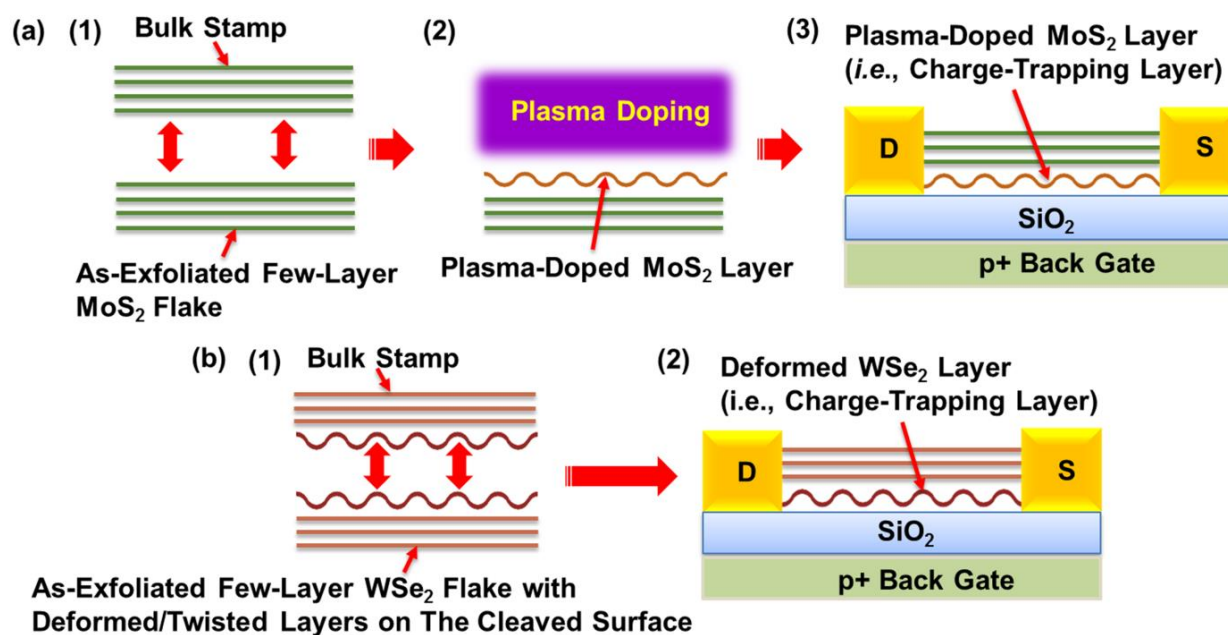 (a) (1) Bulk Stamp
As-Exfoliated Few-Layer
MoS₂ Flake
(2)
Plasma Doping
Plasma-Doped MoS₂ Layer
(3) Plasma-Doped MoS₂ Layer
(i.e., Charge-Trapping Layer)
D
S
SiO₂
p+ Back Gate
(b) (1) Bulk Stamp
As-Exfoliated Few-Layer WSe₂ Flake with
Deformed/Twisted Layers on The Cleaved Surface
(2) Deformed WSe₂ Layer
(i.e., Charge-Trapping Layer)
D
S
SiO₂
p+ Back Gate